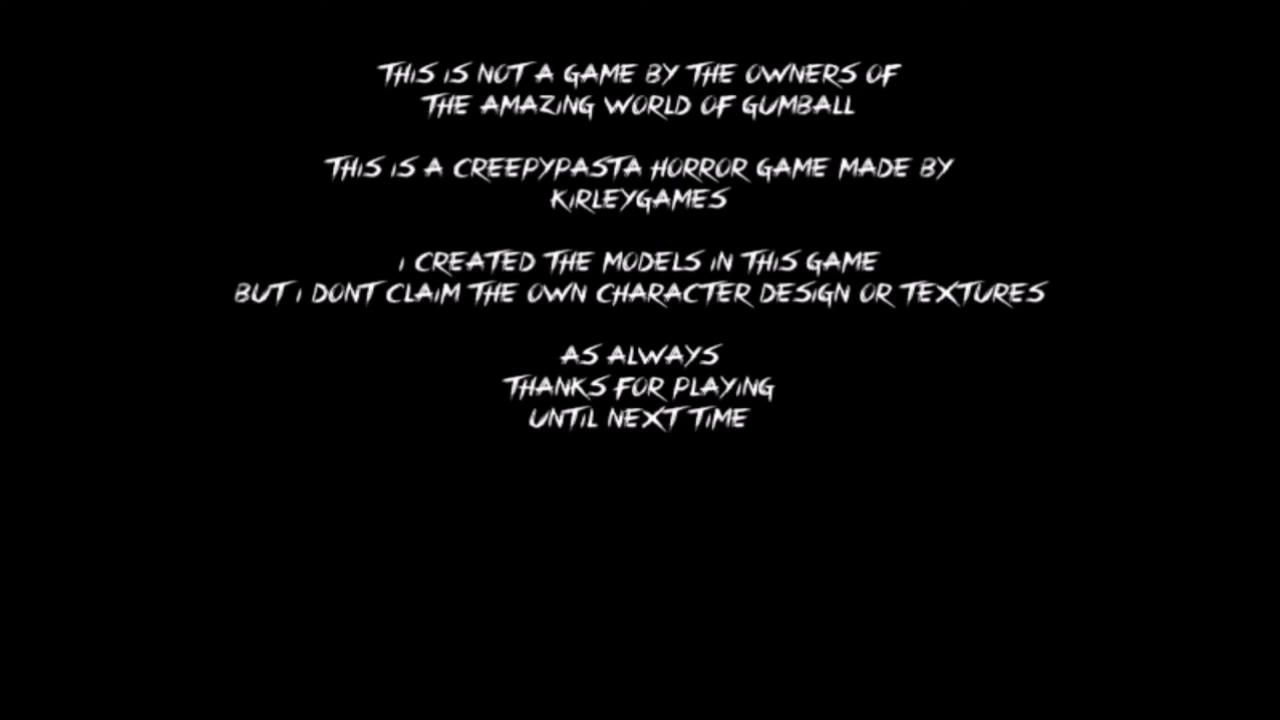 THIS IS NOT A GAME BY THE OWNERS OF
THE AMAZING WORLD OF GUMBALL
THIS IS A CREEPYPASTA HORROR GAME MADE BY
KIRLEYGAMES
I CREATED THE MODELS IN THIS GAME
BUT I DONT CLAIM THE OWN CHARACTER DESIGN OR TEXTURES
AS ALWAYS
THANKS FOR PLAYING
UNTIL NEXT TIME